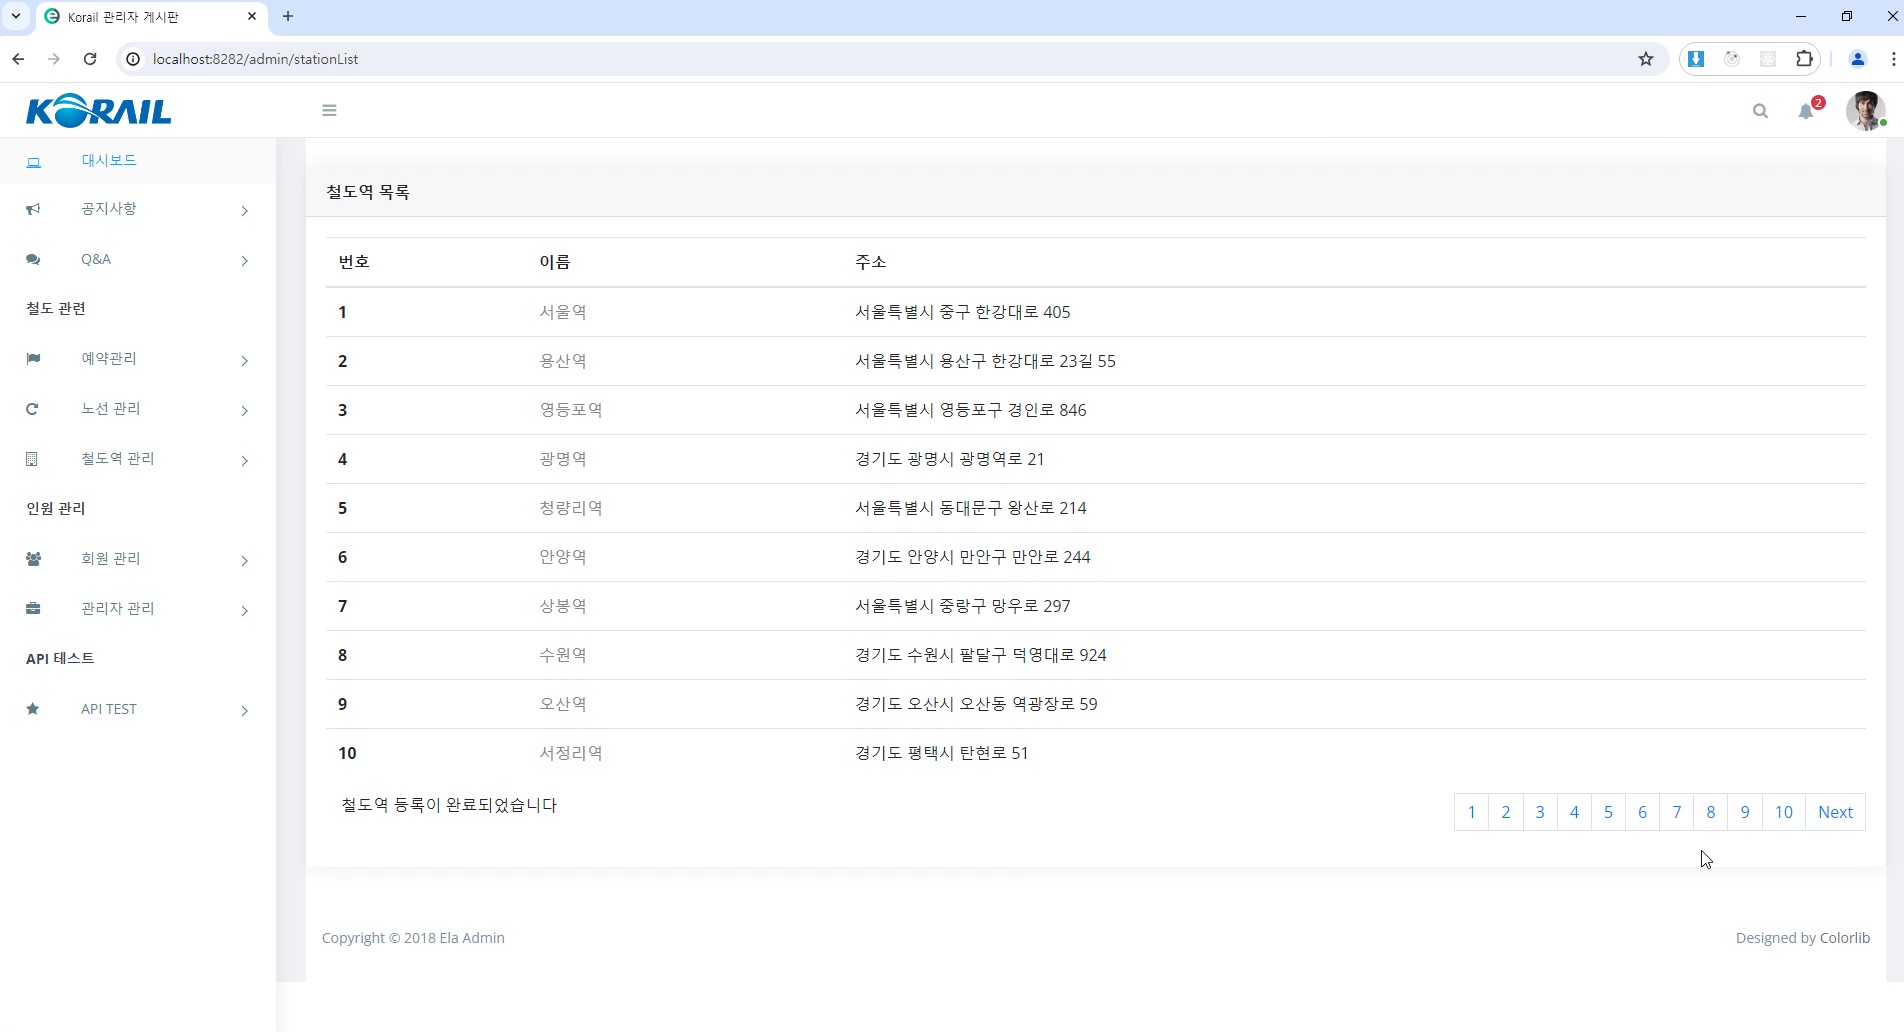 Korail 관리자 게시판
localhost:8282/admin/stationList
KORAIL
2
대시보드
공지사항
Q&A
철도 관련
예약관리
노선 관리
철도역 관리
인원 관리
회원 관리
관리자 관리
API 테스트
API TEST
철도역 목록
번호 이름 주소
1 서울역 서울특별시 중구 한강대로 405
2 용산역 서울특별시 용산구 한강대로 23길 55
3 영등포역 서울특별시 영등포구 경인로 846
4 광명역 경기도 광명시 광명역로 21
5 청량리역 서울특별시 동대문구 왕산로 214
6 안양역 경기도 안양시 만안구 만안로 244
7 상봉역 서울특별시 중랑구 망우로 297
8 수원역 경기도 수원시 팔달구 덕영대로 924
9 오산역 경기도 오산시 오산동 역광장로 59
10 서정리역 경기도 평택시 탄현로 51
철도역 등록이 완료되었습니다
1 2 3 4 5 6 7 8 9 10 Next
Copyright © 2018 Ela Admin
Designed by Colorlib